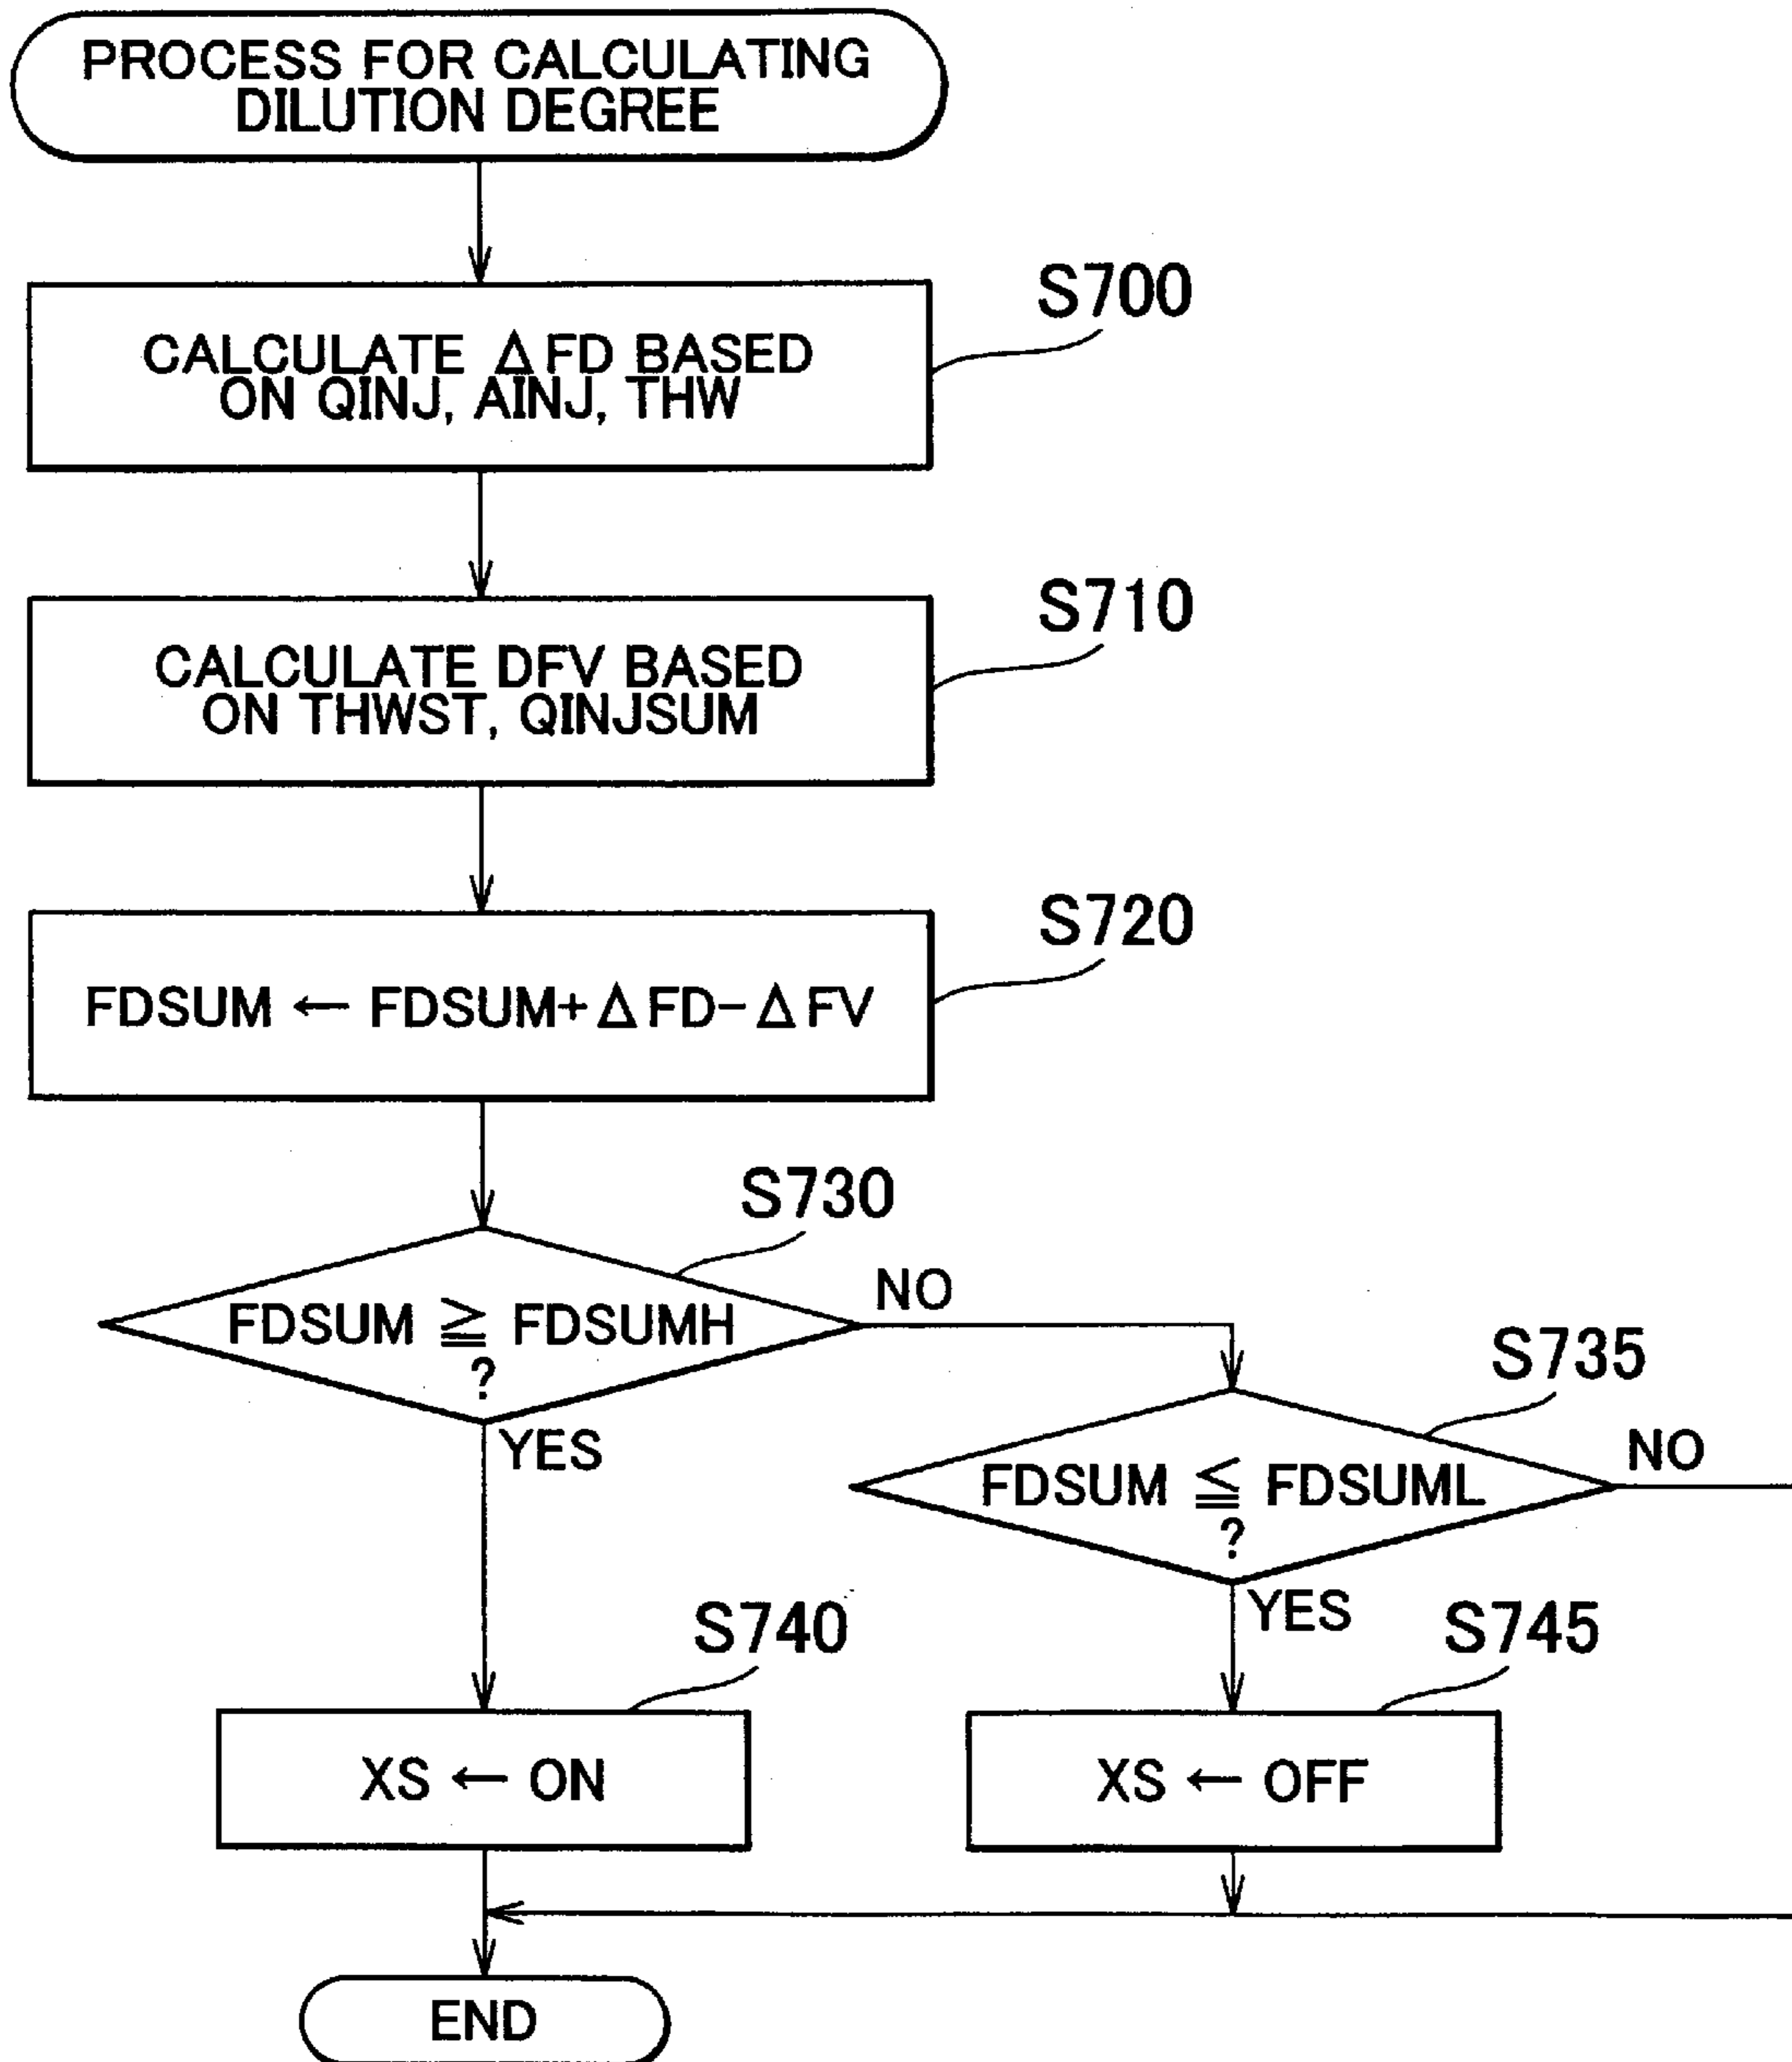 PROCESS FOR CALCULATING
DILUTION DEGREE
S700
CALCULATE ΔFD BASED
ON QINJ, AINJ, THW
S710
CALCULATE DFV BASED
ON THWST, QINJSUM
S720
FDSUM ← FDSUM+ΔFD-ΔFV
S730
FDSUM ≧ FDSUMH
?
NO
YES
S735
FDSUM ≦ FDSUML
?
NO
YES
S740
XS ← ON
S745
XS ← OFF
END